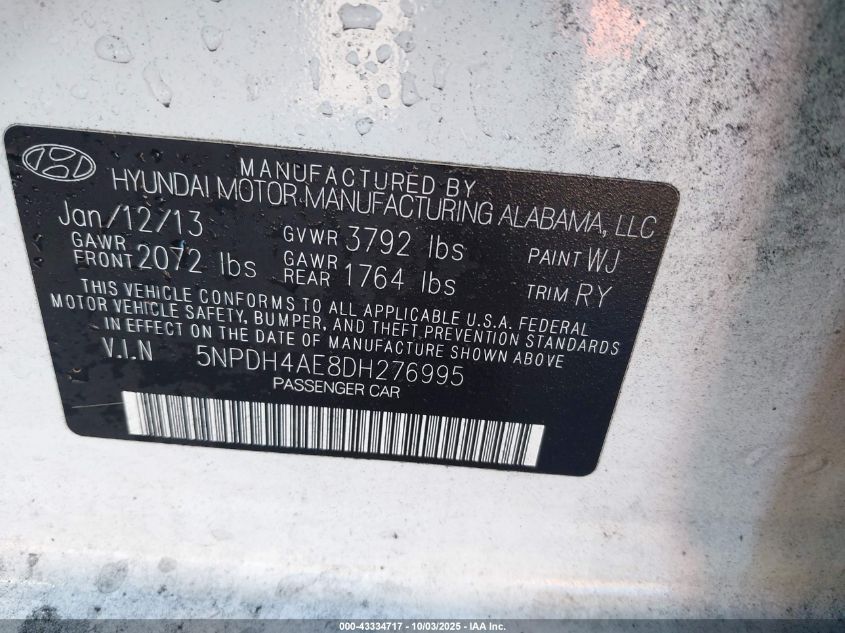 MANUFACTURED BY
HYUNDAI MOTOR MANUFACTURING ALABAMA, LLC
Jan/12/13 GVWR 3792 lbs PAINT WJ
GAWR FRONT 2072 lbs GAWR REAR 1764 lbs TRIM RY
THIS VEHICLE CONFORMS TO ALL APPLICABLE U.S.A. FEDERAL
MOTOR VEHICLE SAFETY, BUMPER, AND THEFT PREVENTION STANDARDS
IN EFFECT ON THE DATE OF MANUFACTURE SHOWN ABOVE
V.I.N 5NPDH4AE8DH276995
PASSENGER CAR
000-43334717 - 10/03/2025 - IAA Inc.